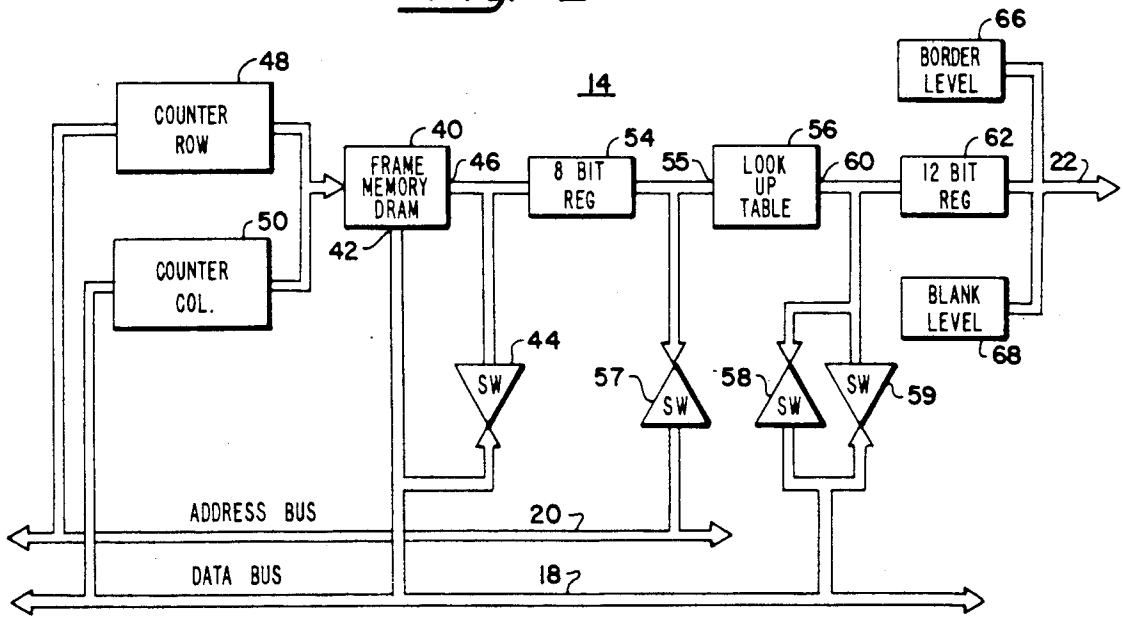 66
48
BORDER
LEVEL
14
COUNTER
ROW
40
54
56
62
FRAME
MEMORY
DRAM
46
8 BIT
REG
55
LOOK
UP
TABLE
60
12 BIT
REG
22
50
42
COUNTER
COL.
BLANK
LEVEL
68
44
SW
57
SW
58
SW
SW
59
ADDRESS BUS
20
DATA BUS
18